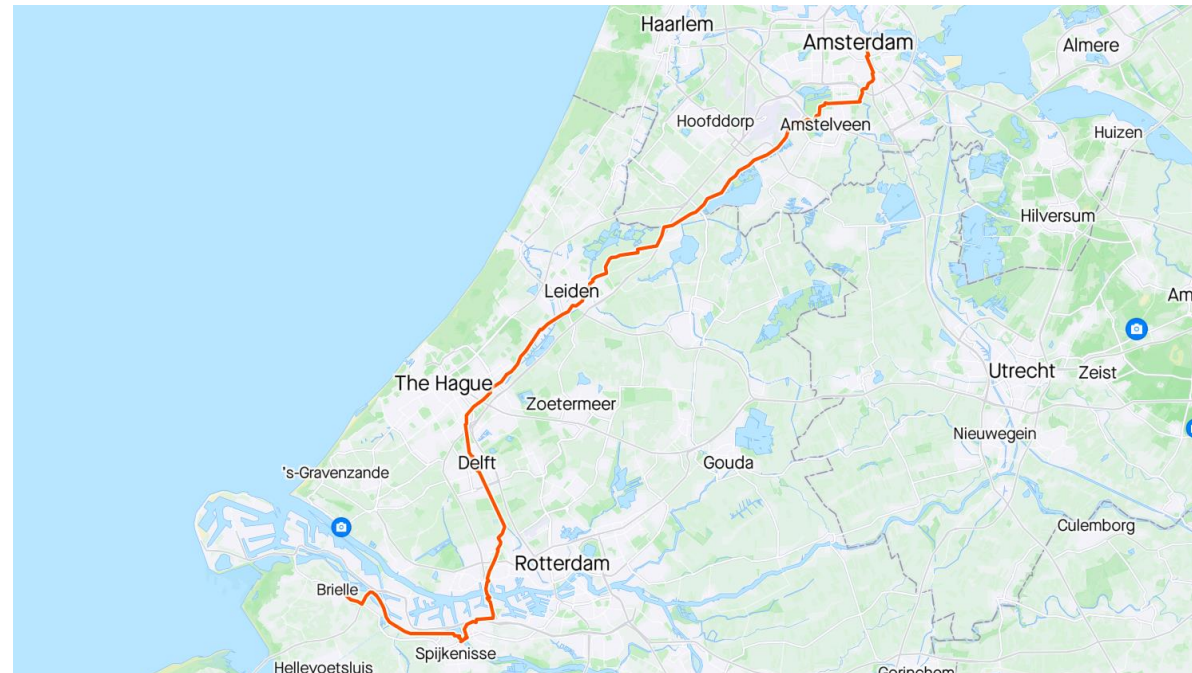 Haarlem
Amsterdam
Almere
Hoofddorp
Amstelveen
Huizen
Hilversum
Leiden
Am
The Hague
Utrecht
Zeist
Zoetermeer
Nieuwegein
Delft
Gouda
's-Gravenzande
Culemborg
Rotterdam
Brielle
Spijkenisse
Hellevoetsluis
Gorinchem